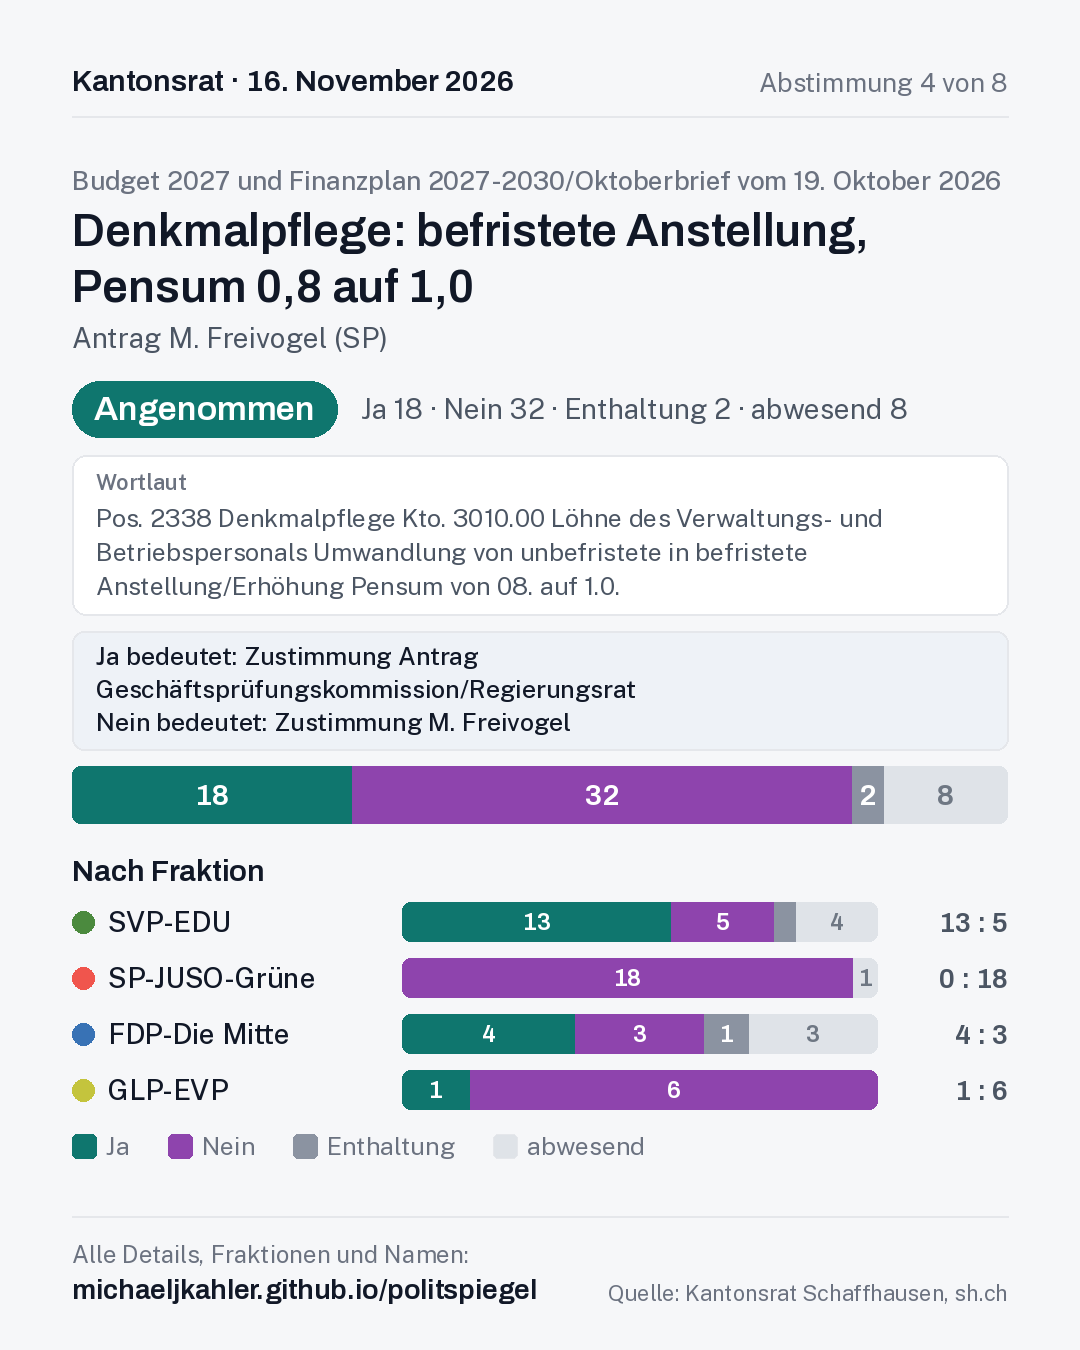 Kantonsrat · 16. November 2026
Abstimmung 4 von 8
Budget 2027 und Finanzplan 2027-2030/Oktoberbrief vom 19. Oktober 2026
Denkmalpflege: befristete Anstellung,
Pensum 0,8 auf 1,0
Antrag M. Freivogel (SP)
Angenommen
Ja 18 · Nein 32 · Enthaltung 2 · abwesend 8
Wortlaut
Pos. 2338 Denkmalpflege Kto. 3010.00 Löhne des Verwaltungs- und
Betriebspersonals Umwandlung von unbefristete in befristete
Anstellung/Erhöhung Pensum von 08. auf 1.0.
Ja bedeutet: Zustimmung Antrag
Geschäftsprüfungskommission/Regierungsrat
Nein bedeutet: Zustimmung M. Freivogel
18 32 2 8
Nach Fraktion
SVP-EDU 13 5 4 13 : 5
SP-JUSO-Grüne 18 1 0 : 18
FDP-Die Mitte 4 3 1 3 4 : 3
GLP-EVP 1 6 1 : 6
Ja Nein Enthaltung abwesend
Alle Details, Fraktionen und Namen:
michaeljkahler.github.io/politspiegel
Quelle: Kantonsrat Schaffhausen, sh.ch